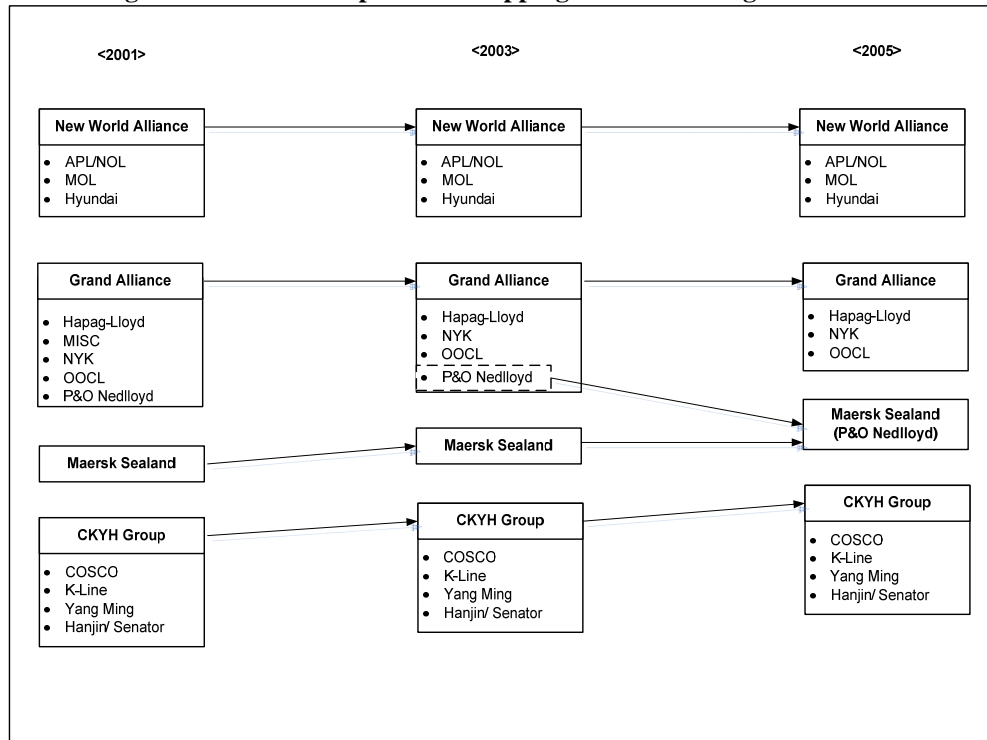 <2001>
New World Alliance
• APL/NOL
• MOL
• Hyundai
Grand Alliance
• Hapag-Lloyd
• MISC
• NYK
• OOCL
• P&O Nedlloyd
Maersk Sealand
CKYH Group
• COSCO
• K-Line
• Yang Ming
• Hanjin/ Senator
<2003>
New World Alliance
• APL/NOL
• MOL
• Hyundai
Grand Alliance
• Hapag-Lloyd
• NYK
• OOCL
• P&O Nedlloyd
Maersk Sealand
CKYH Group
• COSCO
• K-Line
• Yang Ming
• Hanjin/ Senator
<2005>
New World Alliance
• APL/NOL
• MOL
• Hyundai
Grand Alliance
• Hapag-Lloyd
• NYK
• OOCL
Maersk Sealand
(P&O Nedlloyd)
CKYH Group
• COSCO
• K-Line
• Yang Ming
• Hanjin/ Senator